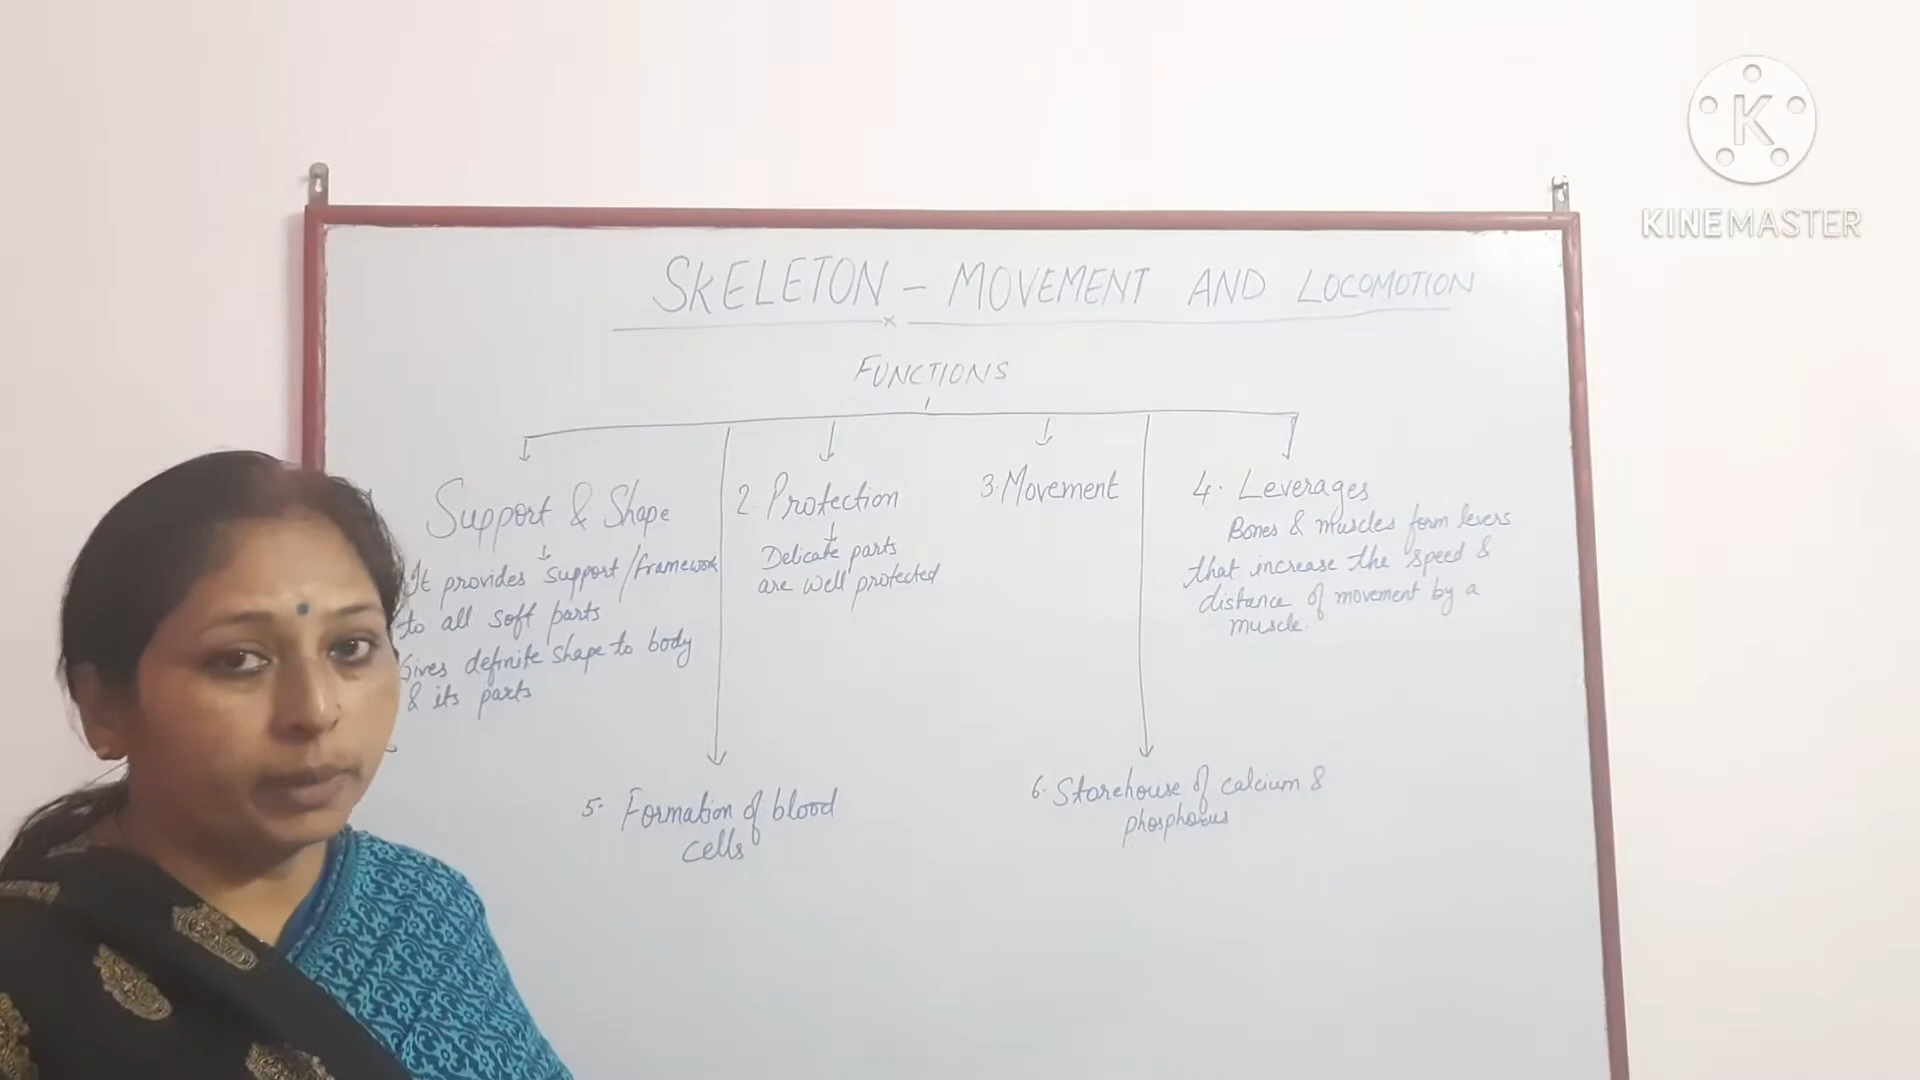 K
KINEMASTER
SKELETON - MOVEMENT AND LOCOMOTION
FUNCTIONS
Support & Shape
It provides support/framework
to all soft parts
Gives definite shape to body
& its parts
2. Protection
Delicate parts
are well protected
3. Movement
4. Leverages
Bones & muscles form levers
that increase the speed &
distance of movement by a
muscle.
5. Formation of blood
cells
6. Storehouse of calcium &
phosphorus